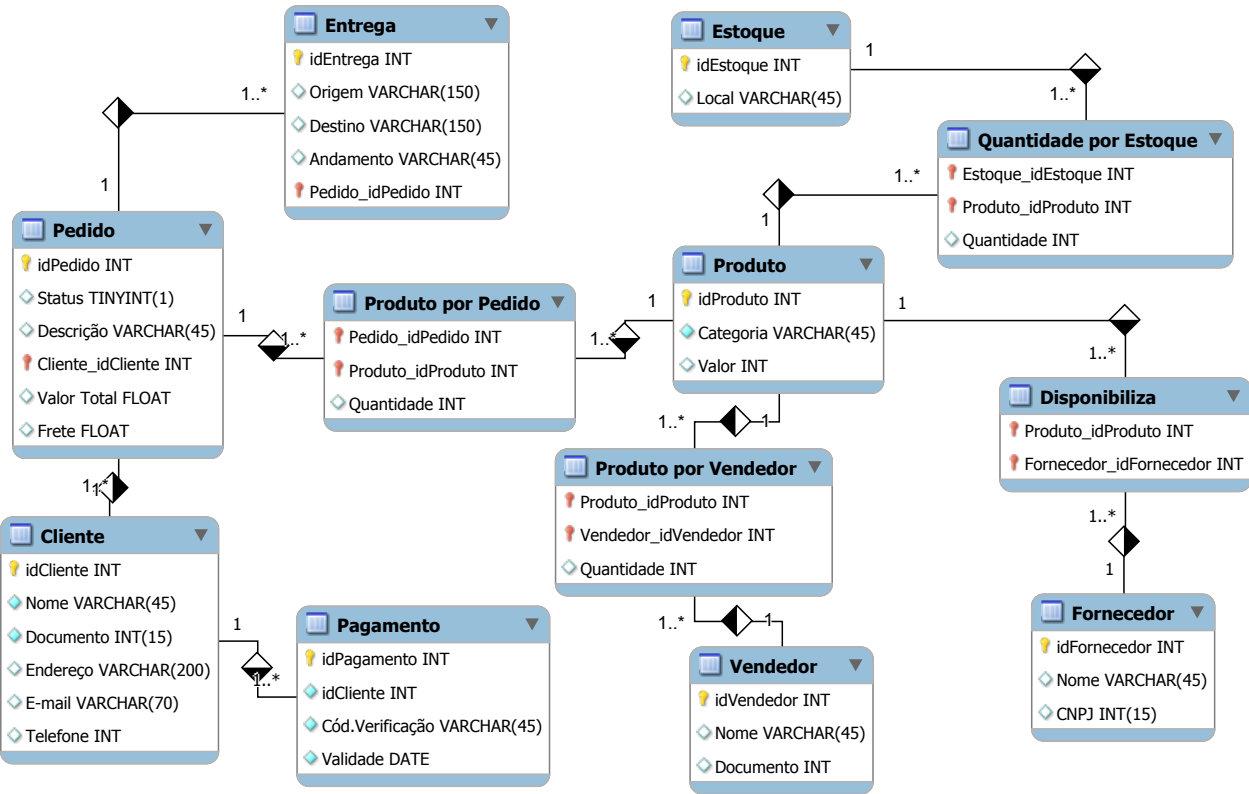 Entrega
idEntrega INT
Origem VARCHAR(150)
Destino VARCHAR(150)
Andamento VARCHAR(45)
Pedido_idPedido INT
1..*
1
Estoque
idEstoque INT
Local VARCHAR(45)
1
1..*
Quantidade por Estoque
Estoque_idEstoque INT
Produto_idProduto INT
Quantidade INT
1..*
1
Pedido
idPedido INT
Status TINYINT(1)
Descrição VARCHAR(45)
Cliente_idCliente INT
Valor Total FLOAT
Frete FLOAT
1
1..*
Produto por Pedido
Pedido_idPedido INT
Produto_idProduto INT
Quantidade INT
1..*
1
Produto
idProduto INT
Categoria VARCHAR(45)
Valor INT
1
1..*
Disponibiliza
Produto_idProduto INT
Fornecedor_idFornecedor INT
1..*
1
1..*
1
Produto por Vendedor
Produto_idProduto INT
Vendedor_idVendedor INT
Quantidade INT
1..*
1
1..*
1
Cliente
idCliente INT
Nome VARCHAR(45)
Documento INT(15)
Endereço VARCHAR(200)
E-mail VARCHAR(70)
Telefone INT
1
1..*
Pagamento
idPagamento INT
idCliente INT
Cód.Verificação VARCHAR(45)
Validade DATE
Vendedor
idVendedor INT
Nome VARCHAR(45)
Documento INT
Fornecedor
idFornecedor INT
Nome VARCHAR(45)
CNPJ INT(15)